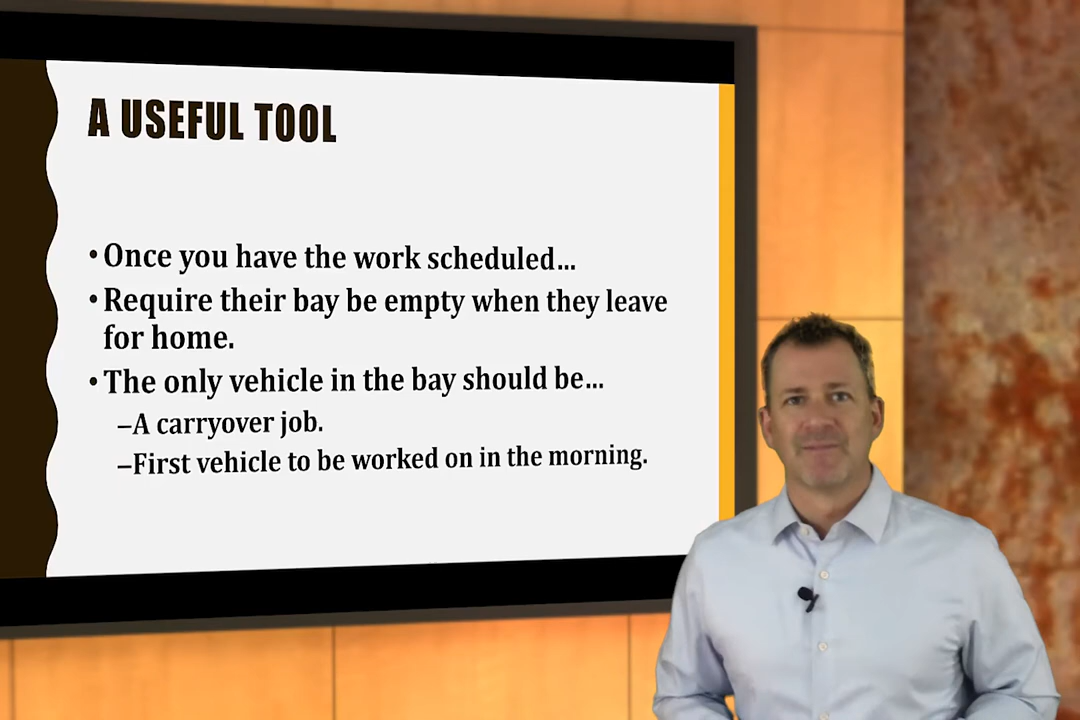 A USEFUL TOOL
•Once you have the work scheduled…
•Require their bay be empty when they leave
for home.
•The only vehicle in the bay should be…
–A carryover job.
–First vehicle to be worked on in the morning.